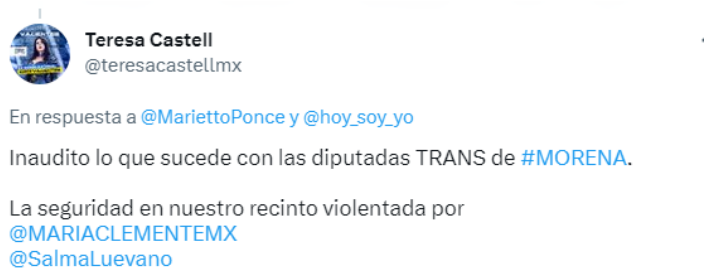 Teresa Castell
@teresacastellmx
En respuesta a @MariettoPonce y @hoy_soy_yo
Inaudito lo que sucede con las diputadas TRANS de #MORENA.
La seguridad en nuestro recinto violentada por
@MARIACLEMENTEMX
@SalmaLuevano